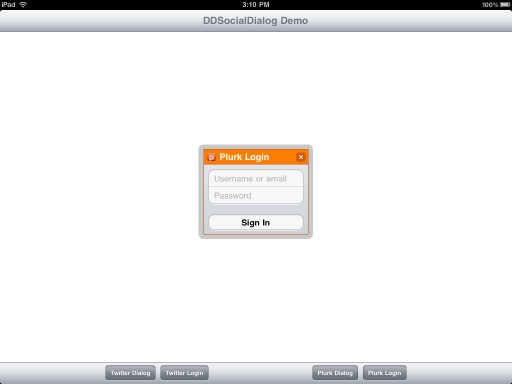 iPad 3:10 PM 100%
DDSocialDialog Demo
Plurk Login
Username or email
Password
Sign In
Twitter Dialog Twitter Login Plurk Dialog Plurk Login